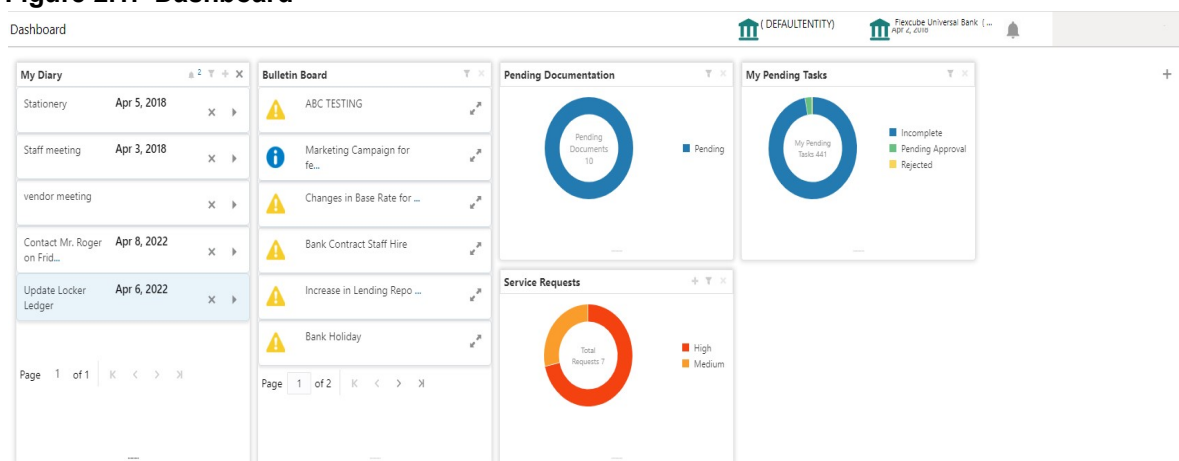 Figure 2.1: Dashboard
Dashboard
( DEFAULTENTITY)
Flexcube Universal Bank ( ...
Apr 2, 2018
My Diary
2
Stationery Apr 5, 2018
Staff meeting Apr 3, 2018
vendor meeting
Contact Mr. Roger Apr 8, 2022
on Frid...
Update Locker Apr 6, 2022
Ledger
Page 1 of 1
Bulletin Board
ABC TESTING
Marketing Campaign for
fe...
Changes in Base Rate for ...
Bank Contract Staff Hire
Increase in Lending Repo ...
Bank Holiday
Page 1 of 2
Pending Documentation
Pending
Documents
10
Pending
My Pending Tasks
My Pending
Tasks 441
Incomplete
Pending Approval
Rejected
Service Requests
Total
Requests 7
High
Medium